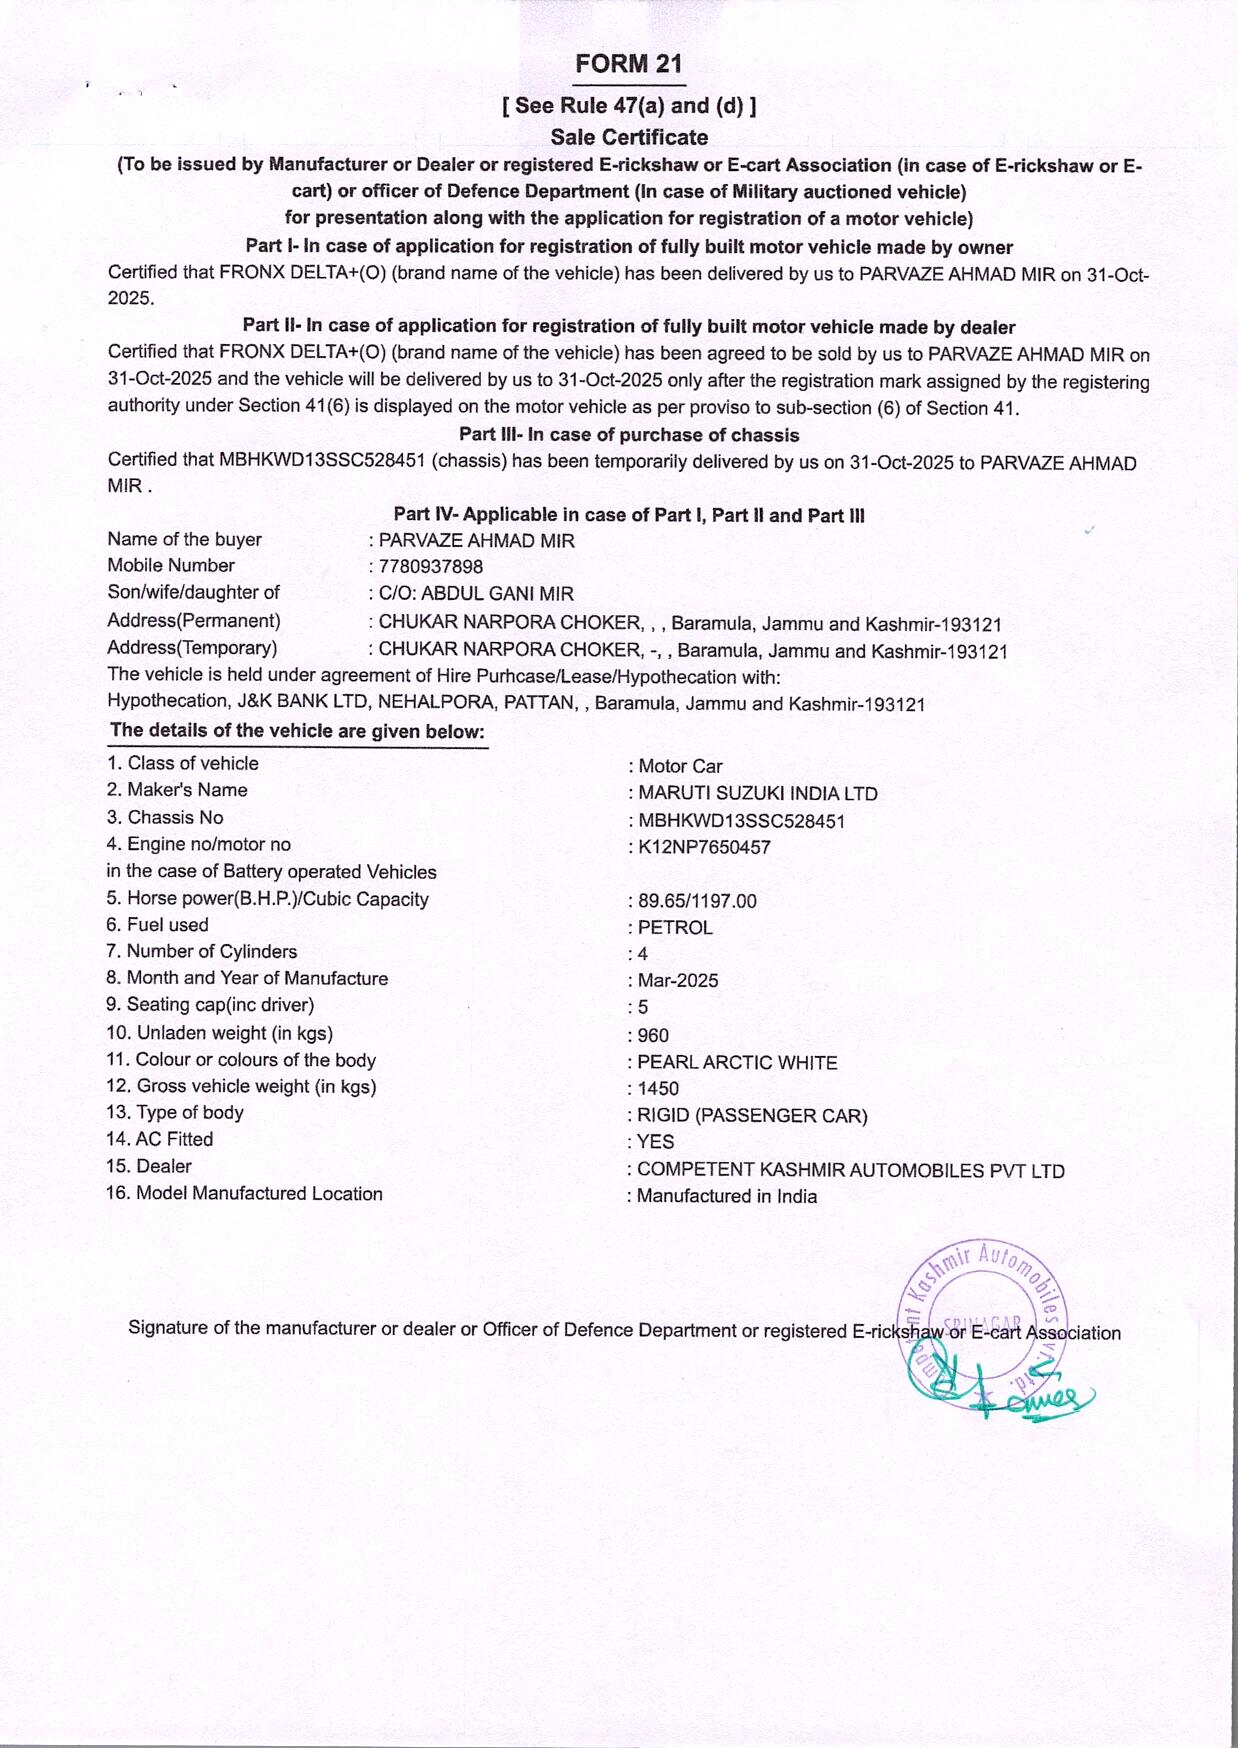 FORM 21
[ See Rule 47(a) and (d) ]
Sale Certificate
(To be issued by Manufacturer or Dealer or registered E-rickshaw or E-cart Association (in case of E-rickshaw or E-
cart) or officer of Defence Department (In case of Military auctioned vehicle)
for presentation along with the application for registration of a motor vehicle)
Part I- In case of application for registration of fully built motor vehicle made by owner
Certified that FRONX DELTA+(O) (brand name of the vehicle) has been delivered by us to PARVAZE AHMAD MIR on 31-Oct-
2025.
Part II- In case of application for registration of fully built motor vehicle made by dealer
Certified that FRONX DELTA+(O) (brand name of the vehicle) has been agreed to be sold by us to PARVAZE AHMAD MIR on
31-Oct-2025 and the vehicle will be delivered by us to 31-Oct-2025 only after the registration mark assigned by the registering
authority under Section 41(6) is displayed on the motor vehicle as per proviso to sub-section (6) of Section 41.
Part III- In case of purchase of chassis
Certified that MBHKWD13SSC528451 (chassis) has been temporarily delivered by us on 31-Oct-2025 to PARVAZE AHMAD
MIR .
Part IV- Applicable in case of Part I, Part II and Part III
Name of the buyer : PARVAZE AHMAD MIR
Mobile Number : 7780937898
Son/wife/daughter of : C/O: ABDUL GANI MIR
Address(Permanent) : CHUKAR NARPORA CHOKER, , , Baramula, Jammu and Kashmir-193121
Address(Temporary) : CHUKAR NARPORA CHOKER, -, , Baramula, Jammu and Kashmir-193121
The vehicle is held under agreement of Hire Purhcase/Lease/Hypothecation with:
Hypothecation, J&K BANK LTD, NEHALPORA, PATTAN, , Baramula, Jammu and Kashmir-193121
The details of the vehicle are given below:
1. Class of vehicle : Motor Car
2. Maker's Name : MARUTI SUZUKI INDIA LTD
3. Chassis No : MBHKWD13SSC528451
4. Engine no/motor no : K12NP7650457
in the case of Battery operated Vehicles
5. Horse power(B.H.P.)/Cubic Capacity : 89.65/1197.00
6. Fuel used : PETROL
7. Number of Cylinders : 4
8. Month and Year of Manufacture : Mar-2025
9. Seating cap(inc driver) : 5
10. Unladen weight (in kgs) : 960
11. Colour or colours of the body : PEARL ARCTIC WHITE
12. Gross vehicle weight (in kgs) : 1450
13. Type of body : RIGID (PASSENGER CAR)
14. AC Fitted : YES
15. Dealer : COMPETENT KASHMIR AUTOMOBILES PVT LTD
16. Model Manufactured Location : Manufactured in India
Kashmir Automobiles Pvt. Ltd.
SRINAGAR
Signature of the manufacturer or dealer or Officer of Defence Department or registered E-rickshaw or E-cart Association